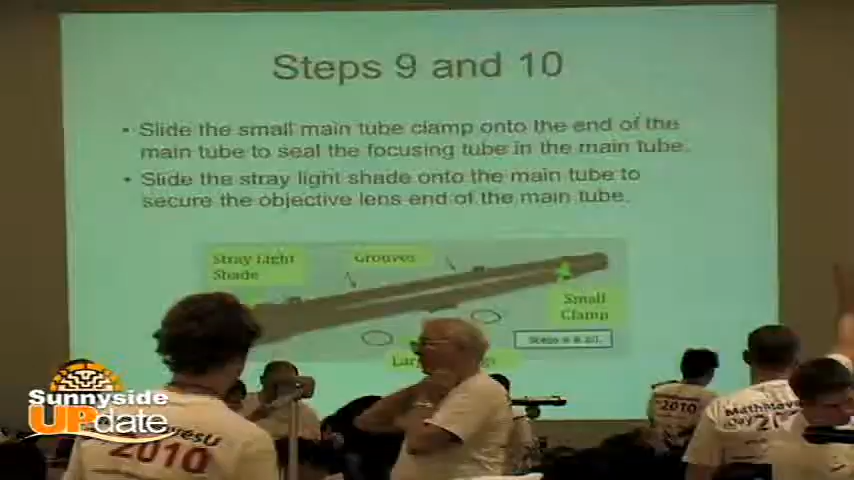 Steps 9 and 10
• Slide the small main tube clamp onto the end of the
main tube to seal the focusing tube in the main tube.
• Slide the stray light shade onto the main tube to
secure the objective lens end of the main tube.
Stray Light
Shade
Grooves
Small
Clamp
Steps 9 & 10.
Sunnyside
UPdate
2010
2010